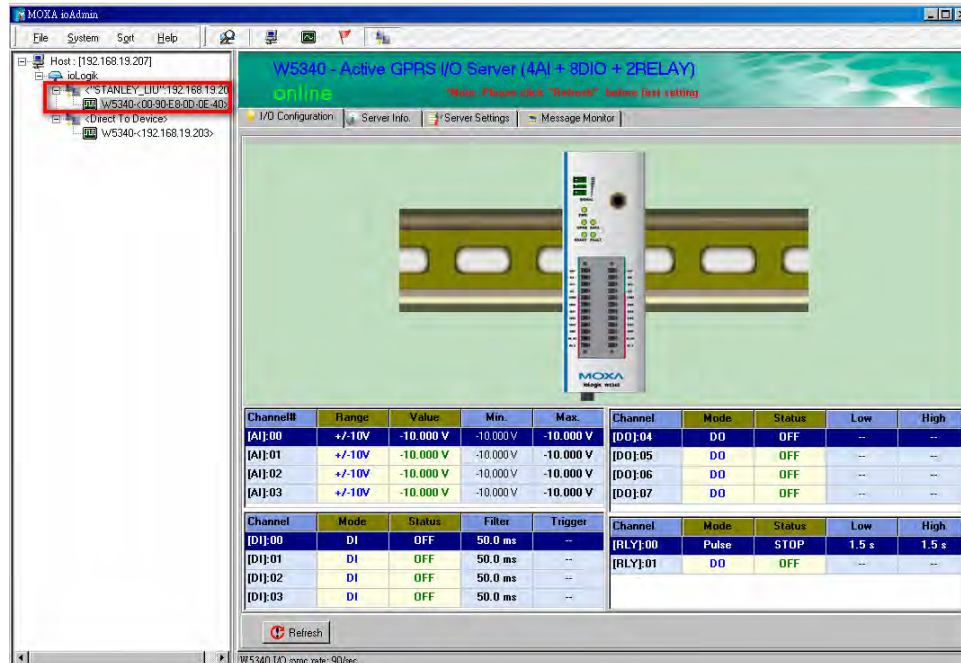 MOXA ioAdmin
File System Sort Help
Host : [192.168.19.207]
ioLogik
<"STANLEY_LIU":192.168.19.20
W5340-<00-90-E8-0D-0E-40>
<Direct To Device>
W5340-<192.168.19.203>
W5340 - Active GPRS I/O Server (4AI + 8DIO + 2RELAY)
online
*Note: Please click "Refresh" before first setting
I/O Configuration Server Info. Server Settings Message Monitor
MOXA
ioLogik W5340
Channel# Range Value Min. Max.
[AI]:00 +/-10V -10.000 V -10.000 V -10.000 V
[AI]:01 +/-10V -10.000 V -10.000 V -10.000 V
[AI]:02 +/-10V -10.000 V -10.000 V -10.000 V
[AI]:03 +/-10V -10.000 V -10.000 V -10.000 V
Channel Mode Status Low High
[DO]:04 DO OFF -- --
[DO]:05 DO OFF -- --
[DO]:06 DO OFF -- --
[DO]:07 DO OFF -- --
Channel Mode Status Filter Trigger
[DI]:00 DI OFF 50.0 ms --
[DI]:01 DI OFF 50.0 ms --
[DI]:02 DI OFF 50.0 ms --
[DI]:03 DI OFF 50.0 ms --
Channel Mode Status Low High
[RLY]:00 Pulse STOP 1.5 s 1.5 s
[RLY]:01 DO OFF -- --
Refresh
W5340 I/O sync rate: 90/sec